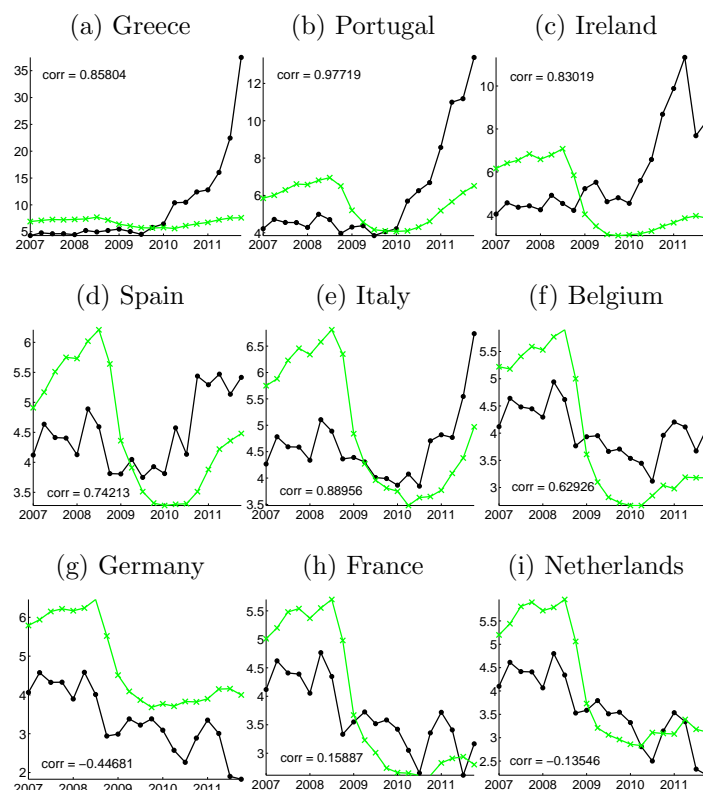 (a) Greece
(b) Portugal
(c) Ireland
35
30
25
20
15
10
5
corr = 0.85804
2007 2008 2009 2010 2011
12
10
8
6
4
corr = 0.97719
2007 2008 2009 2010 2011
10
8
6
4
corr = 0.83019
2007 2008 2009 2010 2011
(d) Spain
(e) Italy
(f) Belgium
6
5.5
5
4.5
4
3.5
corr = 0.74213
2007 2008 2009 2010 2011
6.5
6
5.5
5
4.5
4
3.5
corr = 0.88956
2007 2008 2009 2010 2011
5.5
5
4.5
4
3.5
3
corr = 0.62926
2007 2008 2009 2010 2011
(g) Germany
(h) France
(i) Netherlands
6
5
4
3
2
corr = −0.44681
2007 2008 2009 2010 2011
5.5
5
4.5
4
3.5
3
corr = 0.15887
2007 2008 2009 2010 2011
5.5
5
4.5
4
3.5
3
2.5
corr = −0.13546
2007 2008 2009 2010 2011